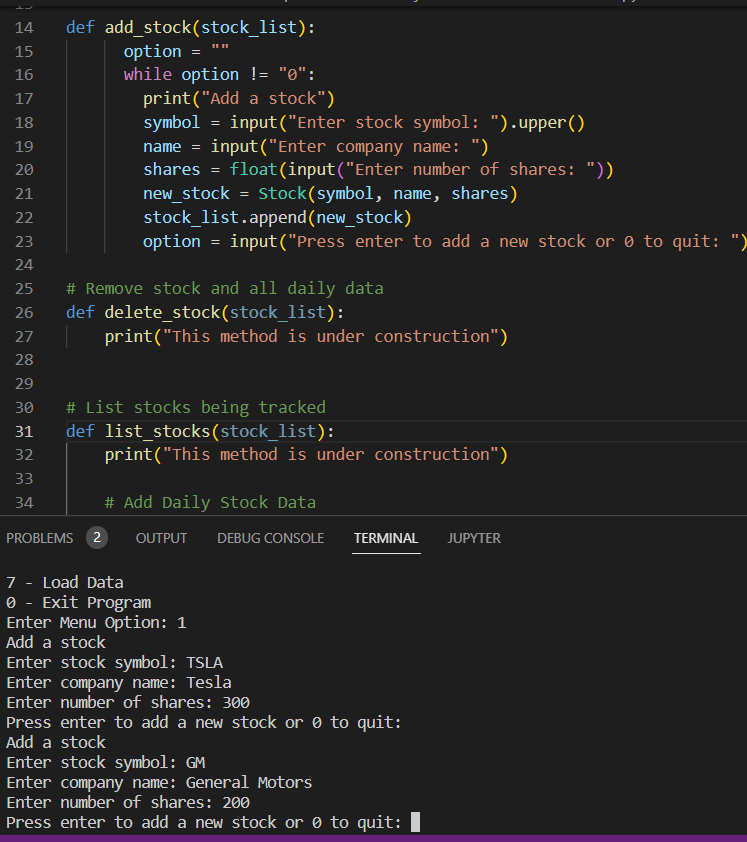 14 def add_stock(stock_list):
15 option = ""
16 while option != "0":
17 print("Add a stock")
18 symbol = input("Enter stock symbol: ").upper()
19 name = input("Enter company name: ")
20 shares = float(input("Enter number of shares: "))
21 new_stock = Stock(symbol, name, shares)
22 stock_list.append(new_stock)
23 option = input("Press enter to add a new stock or 0 to quit: ")
24
25 # Remove stock and all daily data
26 def delete_stock(stock_list):
27 print("This method is under construction")
28
29
30 # List stocks being tracked
31 def list_stocks(stock_list):
32 print("This method is under construction")
33
34 # Add Daily Stock Data
PROBLEMS 2 OUTPUT DEBUG CONSOLE TERMINAL JUPYTER
7 - Load Data
0 - Exit Program
Enter Menu Option: 1
Add a stock
Enter stock symbol: TSLA
Enter company name: Tesla
Enter number of shares: 300
Press enter to add a new stock or 0 to quit:
Add a stock
Enter stock symbol: GM
Enter company name: General Motors
Enter number of shares: 200
Press enter to add a new stock or 0 to quit: